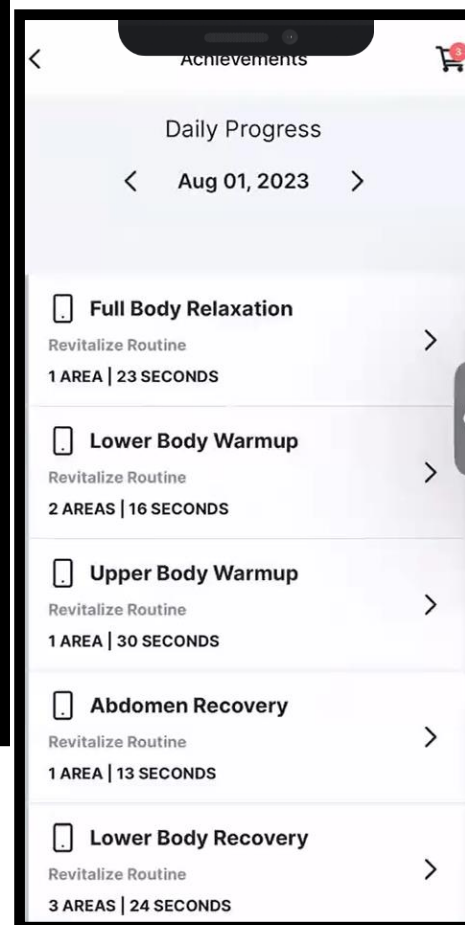 Achievements
3
Daily Progress
Aug 01, 2023
Full Body Relaxation
Revitalize Routine
1 AREA | 23 SECONDS
Lower Body Warmup
Revitalize Routine
2 AREAS | 16 SECONDS
Upper Body Warmup
Revitalize Routine
1 AREA | 30 SECONDS
Abdomen Recovery
Revitalize Routine
1 AREA | 13 SECONDS
Lower Body Recovery
Revitalize Routine
3 AREAS | 24 SECONDS